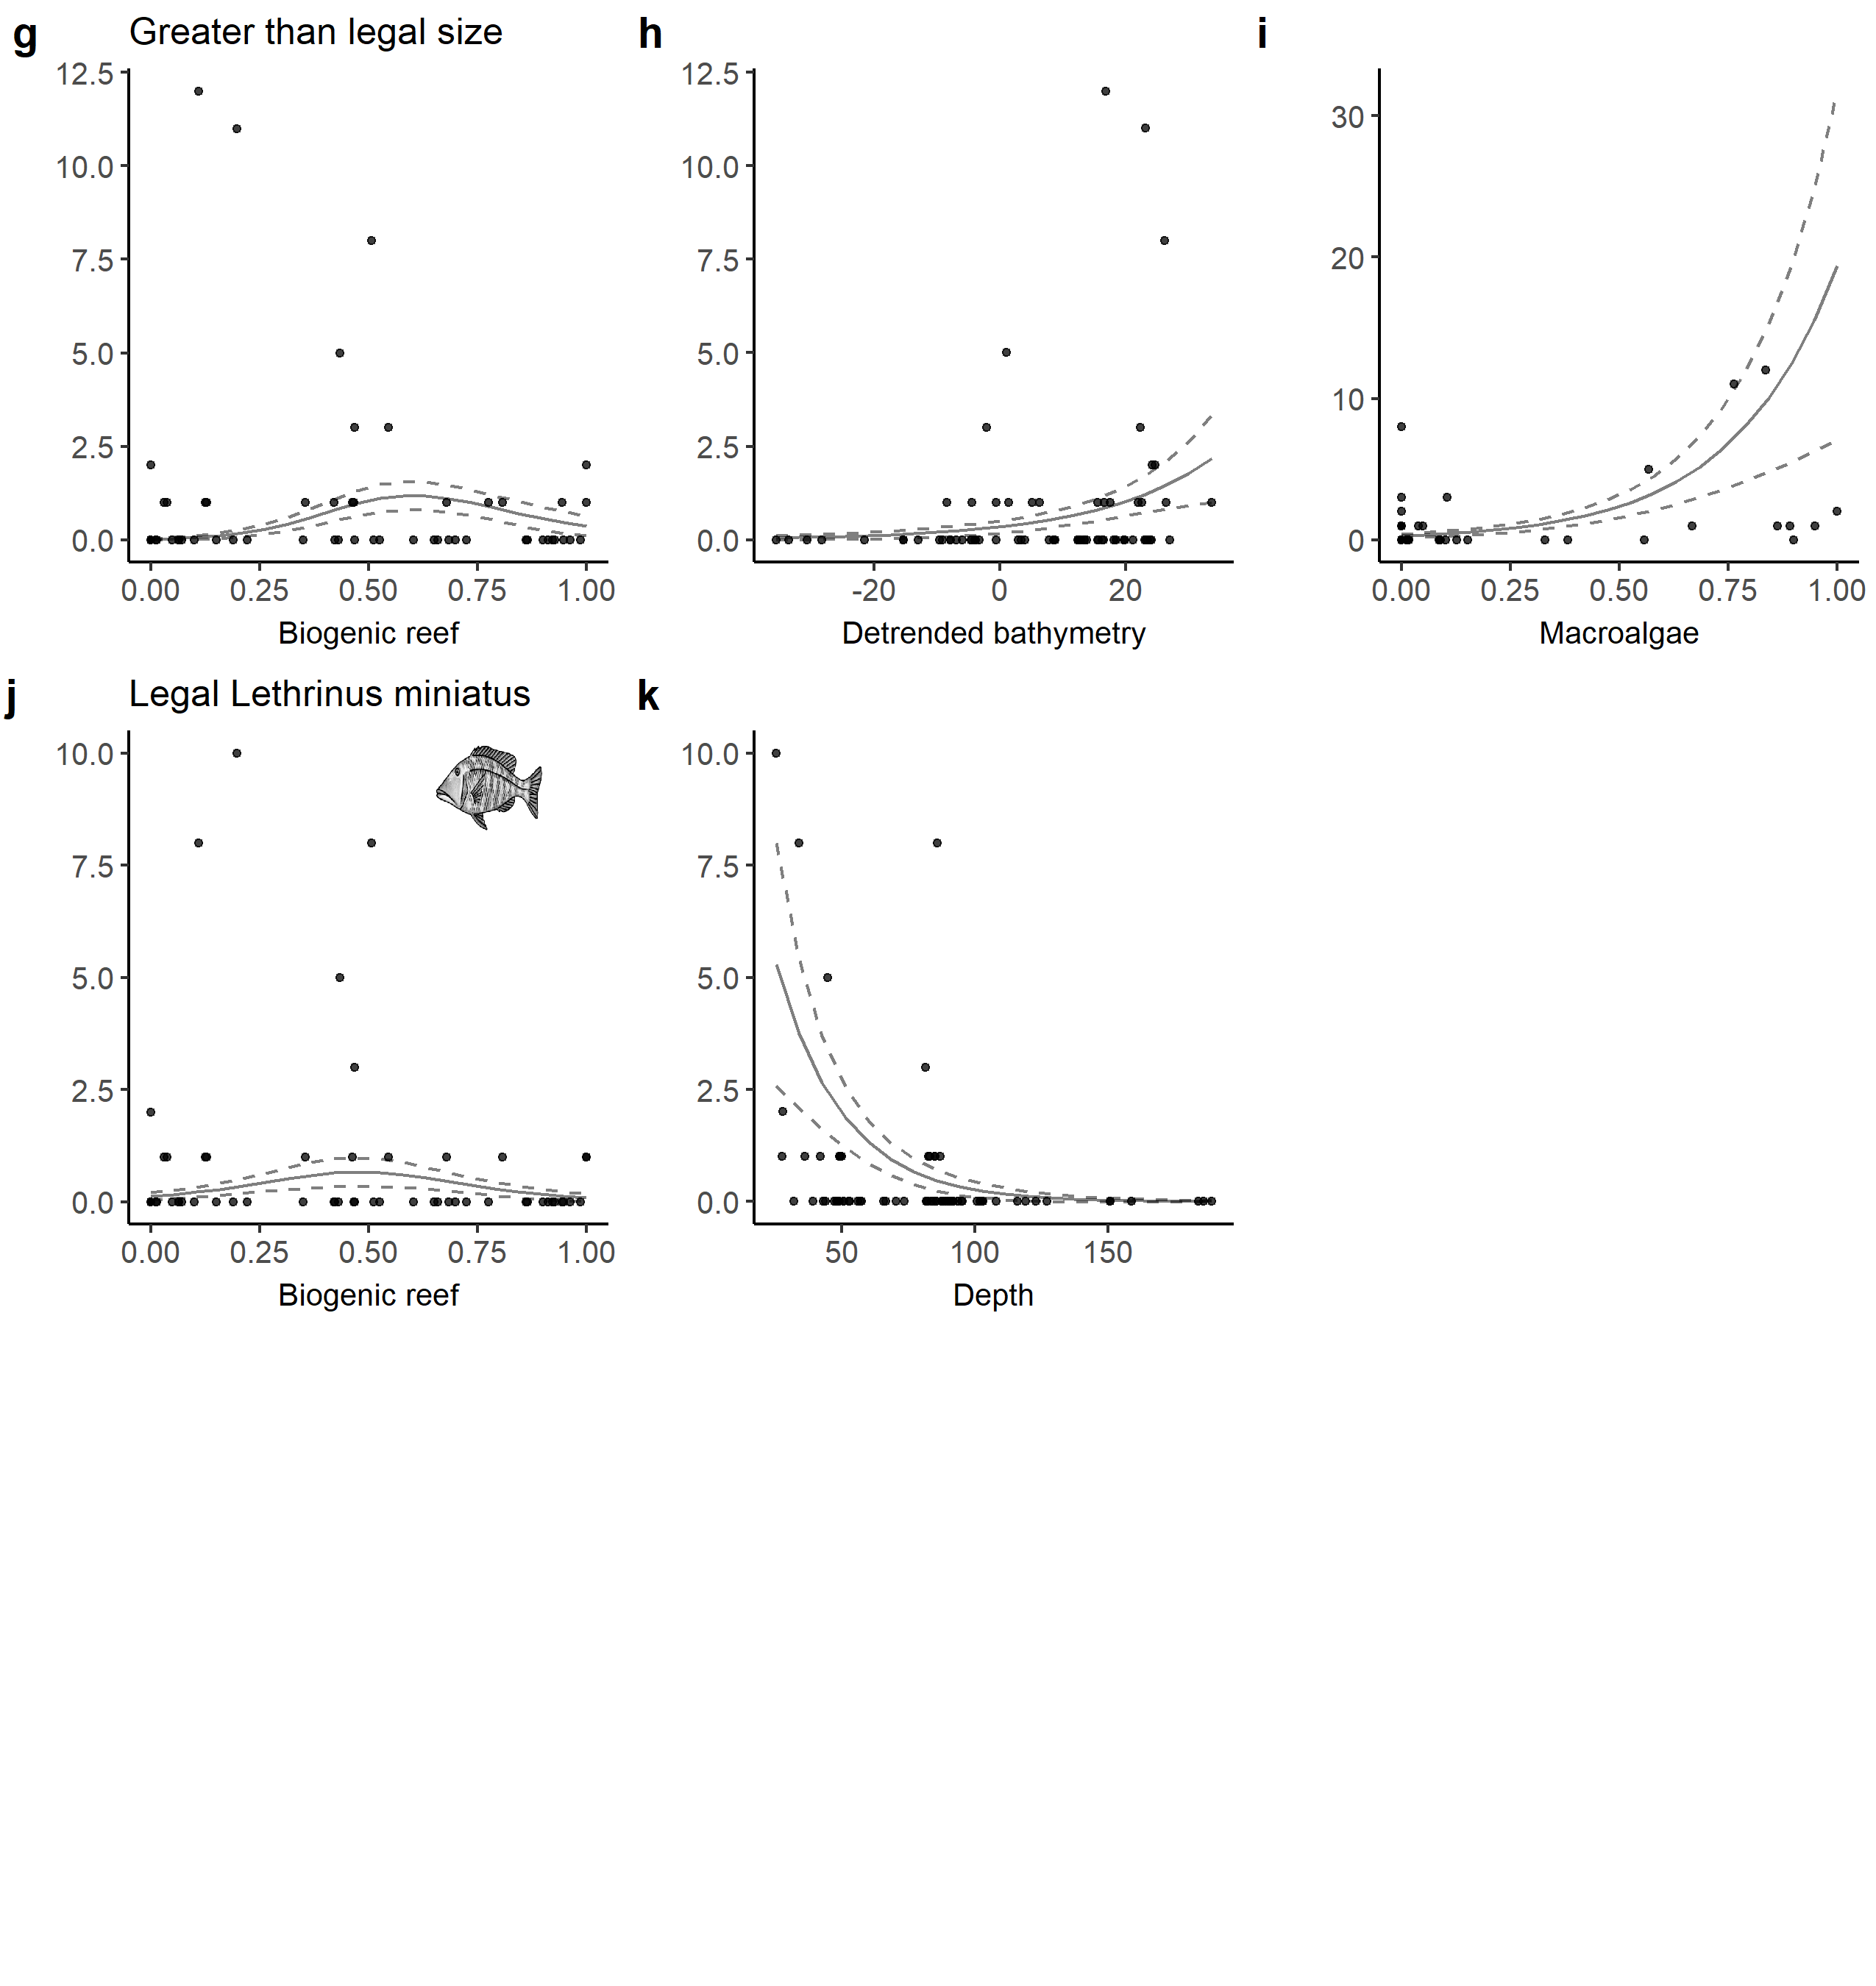 g Greater than legal size h i
12.5 12.5
30
10.0 10.0
7.5 7.5
20
5.0 5.0
10
2.5 2.5
0.0 0.0 0
0.00 0.25 0.50 0.75 1.00 -20 0 20 0.00 0.25 0.50 0.75 1.00
Biogenic reef Detrended bathymetry Macroalgae
j Legal Lethrinus miniatus k
10.0 10.0
7.5 7.5
5.0 5.0
2.5 2.5
0.0 0.0
0.00 0.25 0.50 0.75 1.00 50 100 150
Biogenic reef Depth